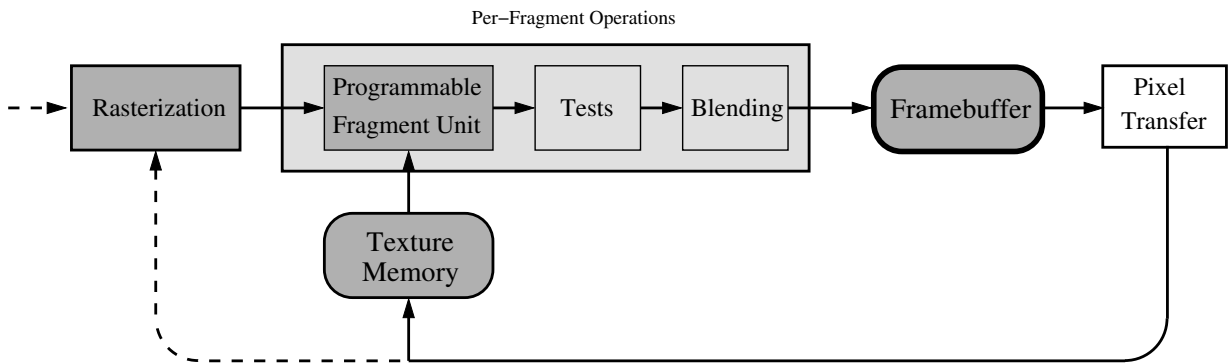 Per−Fragment Operations
Rasterization
Programmable
Fragment Unit
Tests
Blending
Framebuffer
Pixel
Transfer
Texture
Memory